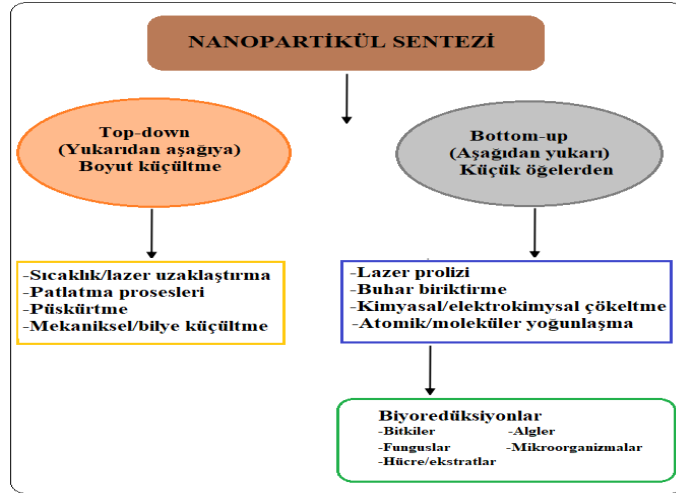 NANOPARTİKÜL SENTEZİ
Top-down
(Yukarıdan aşağıya)
Boyut küçültme
Bottom-up
(Aşağıdan yukarı)
Küçük öğelerden
-Sıcaklık/lazer uzaklaştırma
-Patlatma prosesleri
-Püskürtme
-Mekaniksel/bilye küçültme
-Lazer prolizi
-Buhar biriktirme
-Kimyasal/elektrokimysal çökeltme
-Atomik/moleküler yoğunlaşma
Biyoredüksiyonlar
-Bitkiler -Algler
-Funguslar -Mikroorganizmalar
-Hücre/ekstratlar